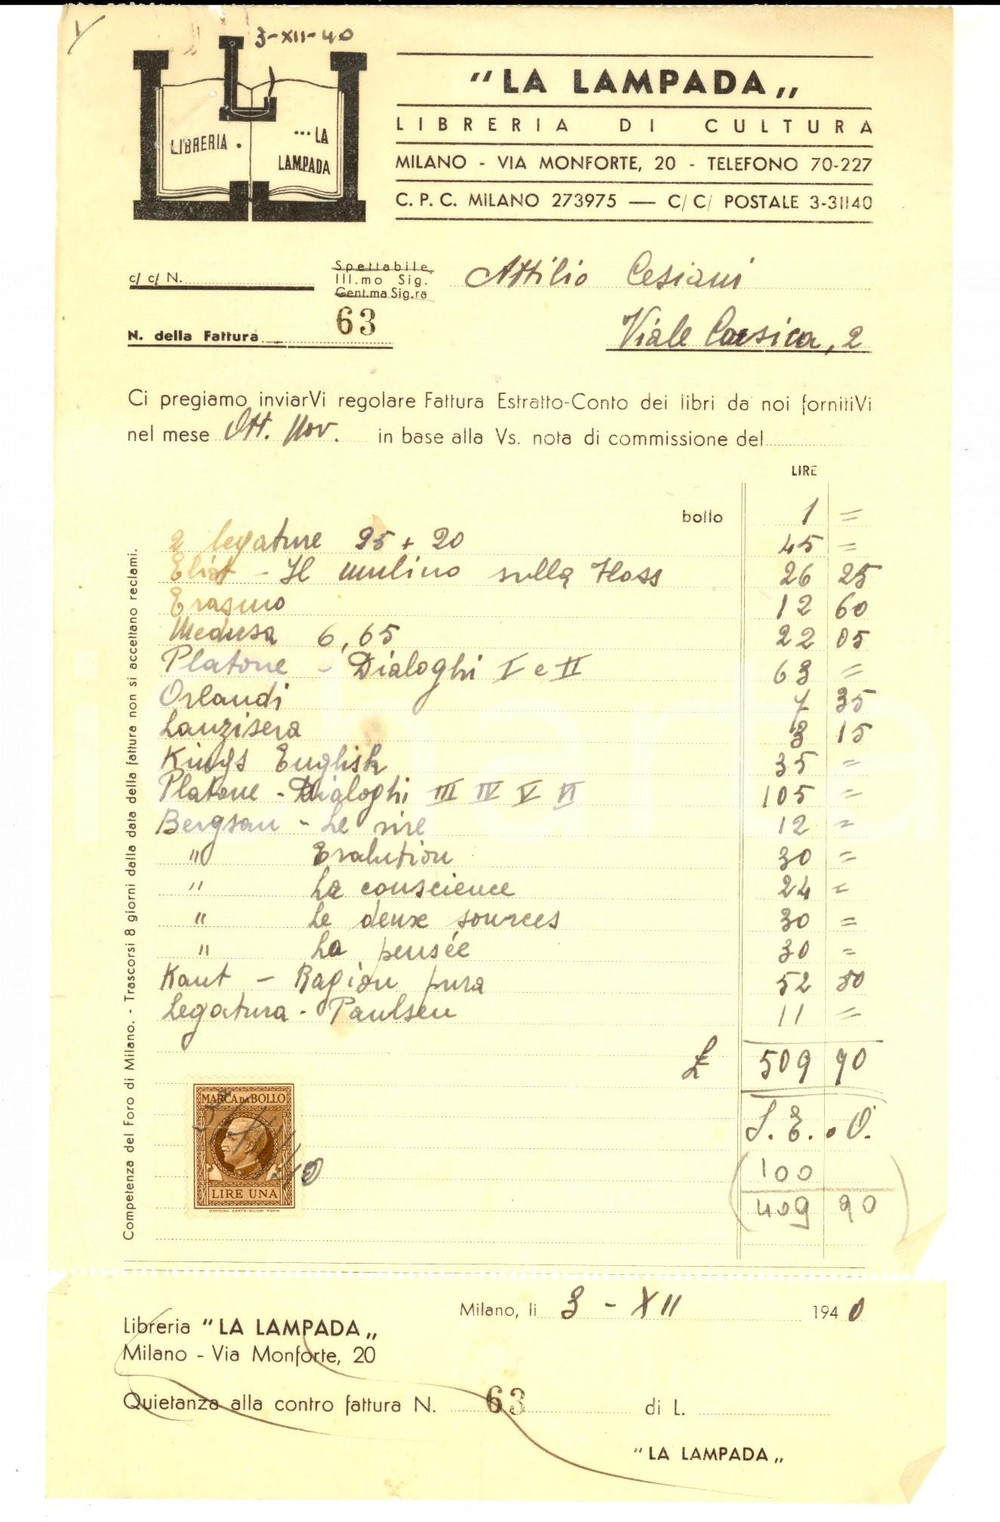 3-XII-40
LIBRERIA . ... LA
LAMPADA
"LA LAMPADA„
LIBRERIA DI CULTURA
MILANO - VIA MONFORTE, 20 - TELEFONO 70-227
C. P. C. MILANO 273975 — C/C/ POSTALE 3-31140
c/ c/ N.
Spettabile
Ill.mo Sig.
Gent.ma Sig.ra
Attilio Cesiani
N. della Fattura 63
Viale Corsica, 2
Ci pregiamo inviarVi regolare Fattura Estratto-Conto dei libri da noi fornitiVi
nel mese Ott. Nov. in base alla Vs. nota di commissione del
LIRE
bollo 1 =
2 legature 25 + 20 45 =
Eliot - Il mulino sulla Floss 26 25
Erasmo 12 60
Medusa 6,65 22 05
Platone - Dialoghi I e II 63 =
Orlandi 7 35
Lanzisera 3 15
Kings English 35 =
Platone - Dialoghi III IV V VI 105 =
Bergson - Le rire 12 =
" Evolution 30 =
" La conscience 24 =
" Le deux sources 30 =
" La pensée 30 =
Kant - Ragion pura 52 50
Legatura - Paulsen 11 =
£ 509 90
S. E. . O.
100
409 90
Competenza del Foro di Milano. - Trascorsi 8 giorni dalla data della fattura non si accettano reclami.
MARCA DA BOLLO
LIRE UNA
Milano, li 3 - XII 1940
Libreria "LA LAMPADA„
Milano - Via Monforte, 20
Quietanza alla contro fattura N. 63 di L.
"LA LAMPADA„